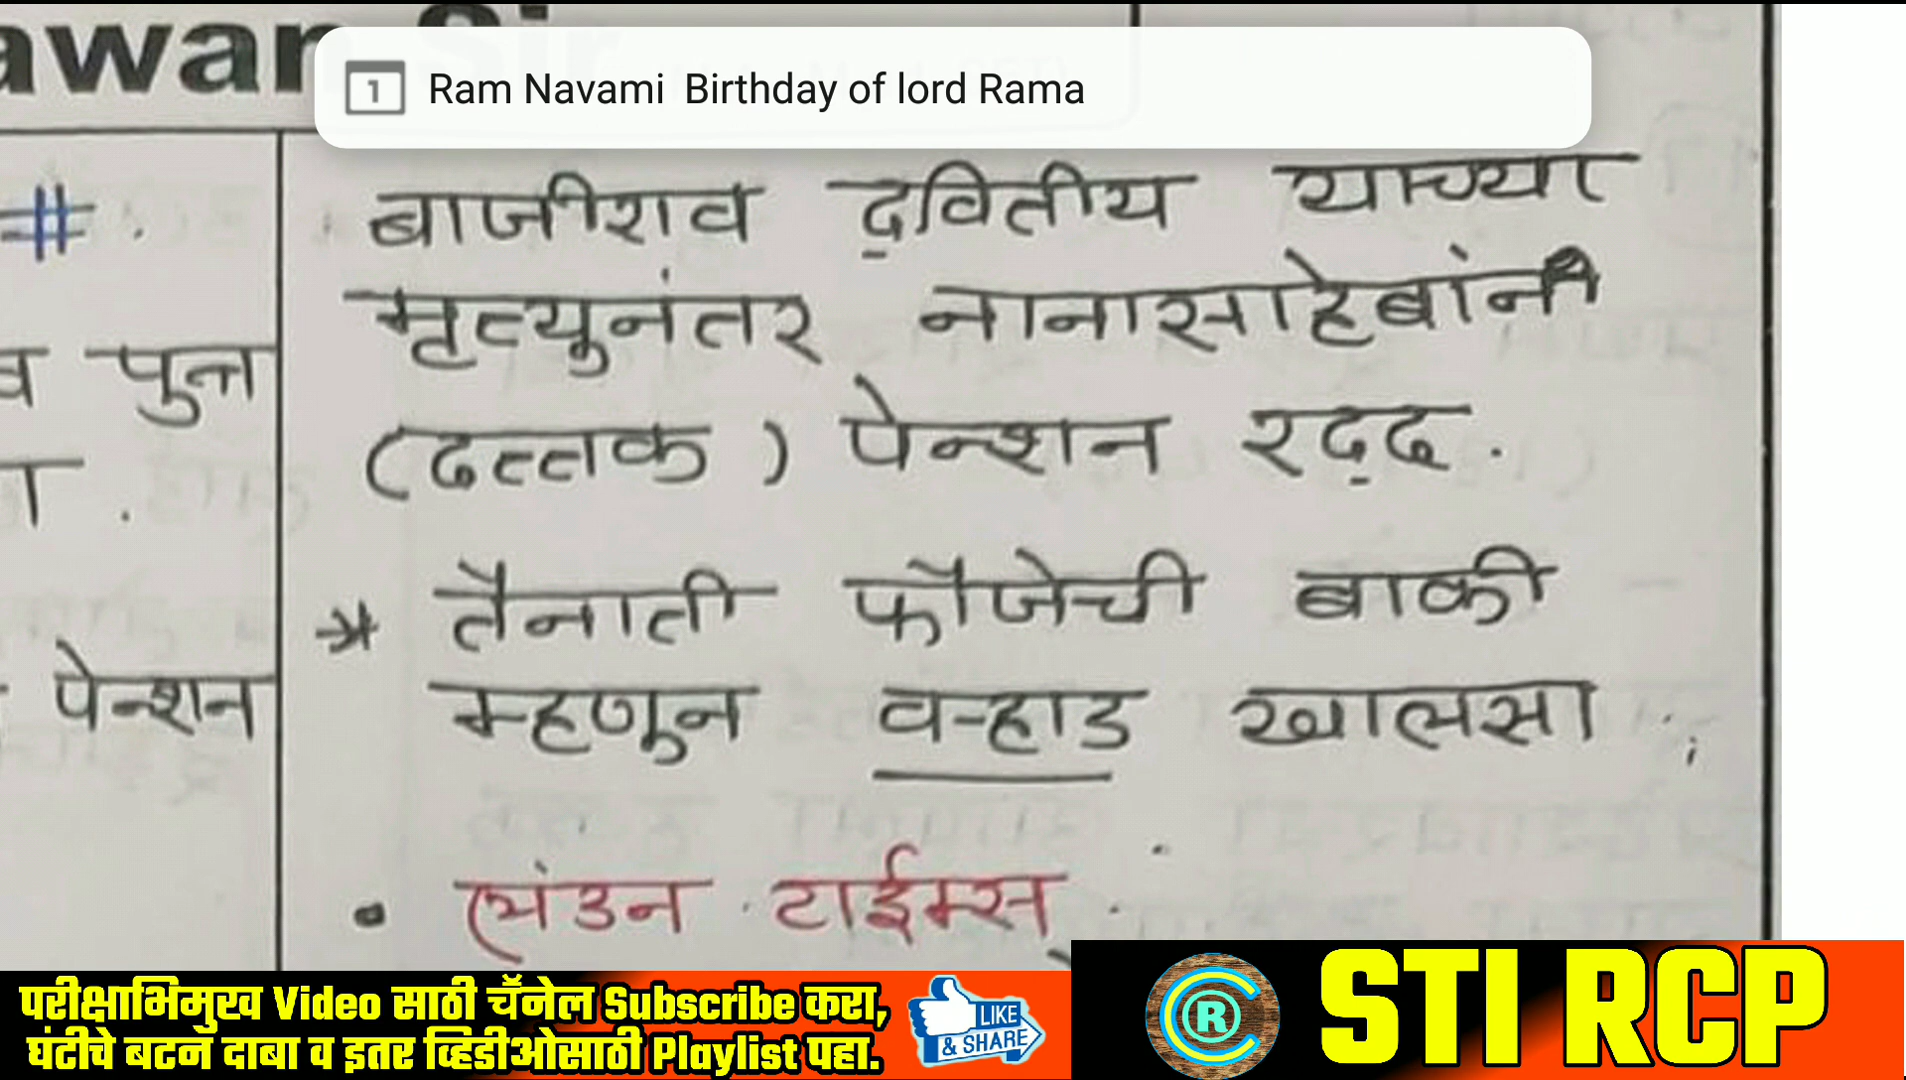 Ram Navami Birthday of lord Rama
#.
बाजीराव द्वितीय याच्या
मृत्युनंतर नानासाहेबांनी
पुत्र
(दत्तक) पेन्शन रद्द.
* तैनाती फौजेची बाकी
पेन्शन
म्हणून वऱ्हाड खालसा
• लंडन टाईम्स
परीक्षाभिमुख Video साठी चॅनेल Subscribe करा,
घंटीचे बटन दाबा व इतर व्हिडीओसाठी Playlist पहा.
LIKE
& SHARE
R
STI RCP